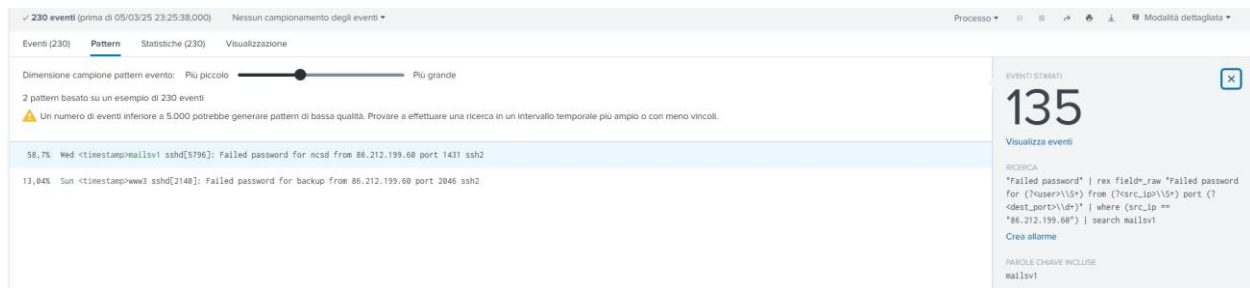 ✓ 230 eventi (prima di 05/03/25 23:25:38,000) Nessun campionamento degli eventi ▾ Processo ▾ Modalità dettagliata ▾
Eventi (230) Pattern Statistiche (230) Visualizzazione
Dimensione campione pattern evento: Più piccolo Più grande
2 pattern basato su un esempio di 230 eventi
Un numero di eventi inferiore a 5.000 potrebbe generare pattern di bassa qualità. Provare a effettuare una ricerca in un intervallo temporale più ampio o con meno vincoli.
58,7% Wed <timestamp>mailsv1 sshd[5796]: Failed password for ncsd from 86.212.199.60 port 1431 ssh2
13,04% Sun <timestamp>www3 sshd[2140]: Failed password for backup from 86.212.199.60 port 2046 ssh2
EVENTI STIMATI
135
Visualizza eventi
RICERCA
"Failed password" | rex field=_raw "Failed password
for (?<user>\\S+) from (?<src_ip>\\S+) port (?
<dest_port>\\d+)" | where (src_ip ==
"86.212.199.60") | search mailsv1
Crea allarme
PAROLE CHIAVE INCLUSE
mailsv1